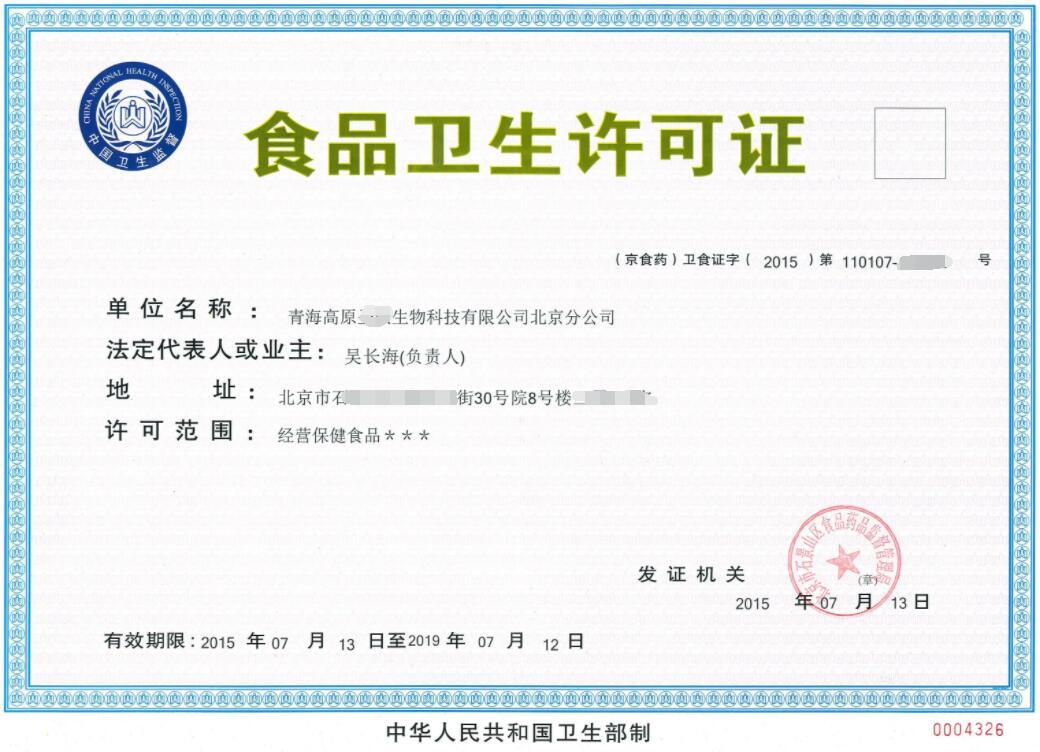 CHINA NATIONAL HEALTH INSPECTION
中国卫生监督
食品卫生许可证
(京食药)卫食证字( 2015 )第 110107- 号
单位名称: 青海高原 生物科技有限公司北京分公司
法定代表人或业主: 吴长海(负责人)
地 址: 北京市石 街30号院8号楼
许可范围: 经营保健食品***
北京市石景山区食品药品监督管理局
发证机关 (章)
2015 年 07 月 13 日
有效期限: 2015 年 07 月 13 日至 2019 年 07 月 12 日
中华人民共和国卫生部制
0004326